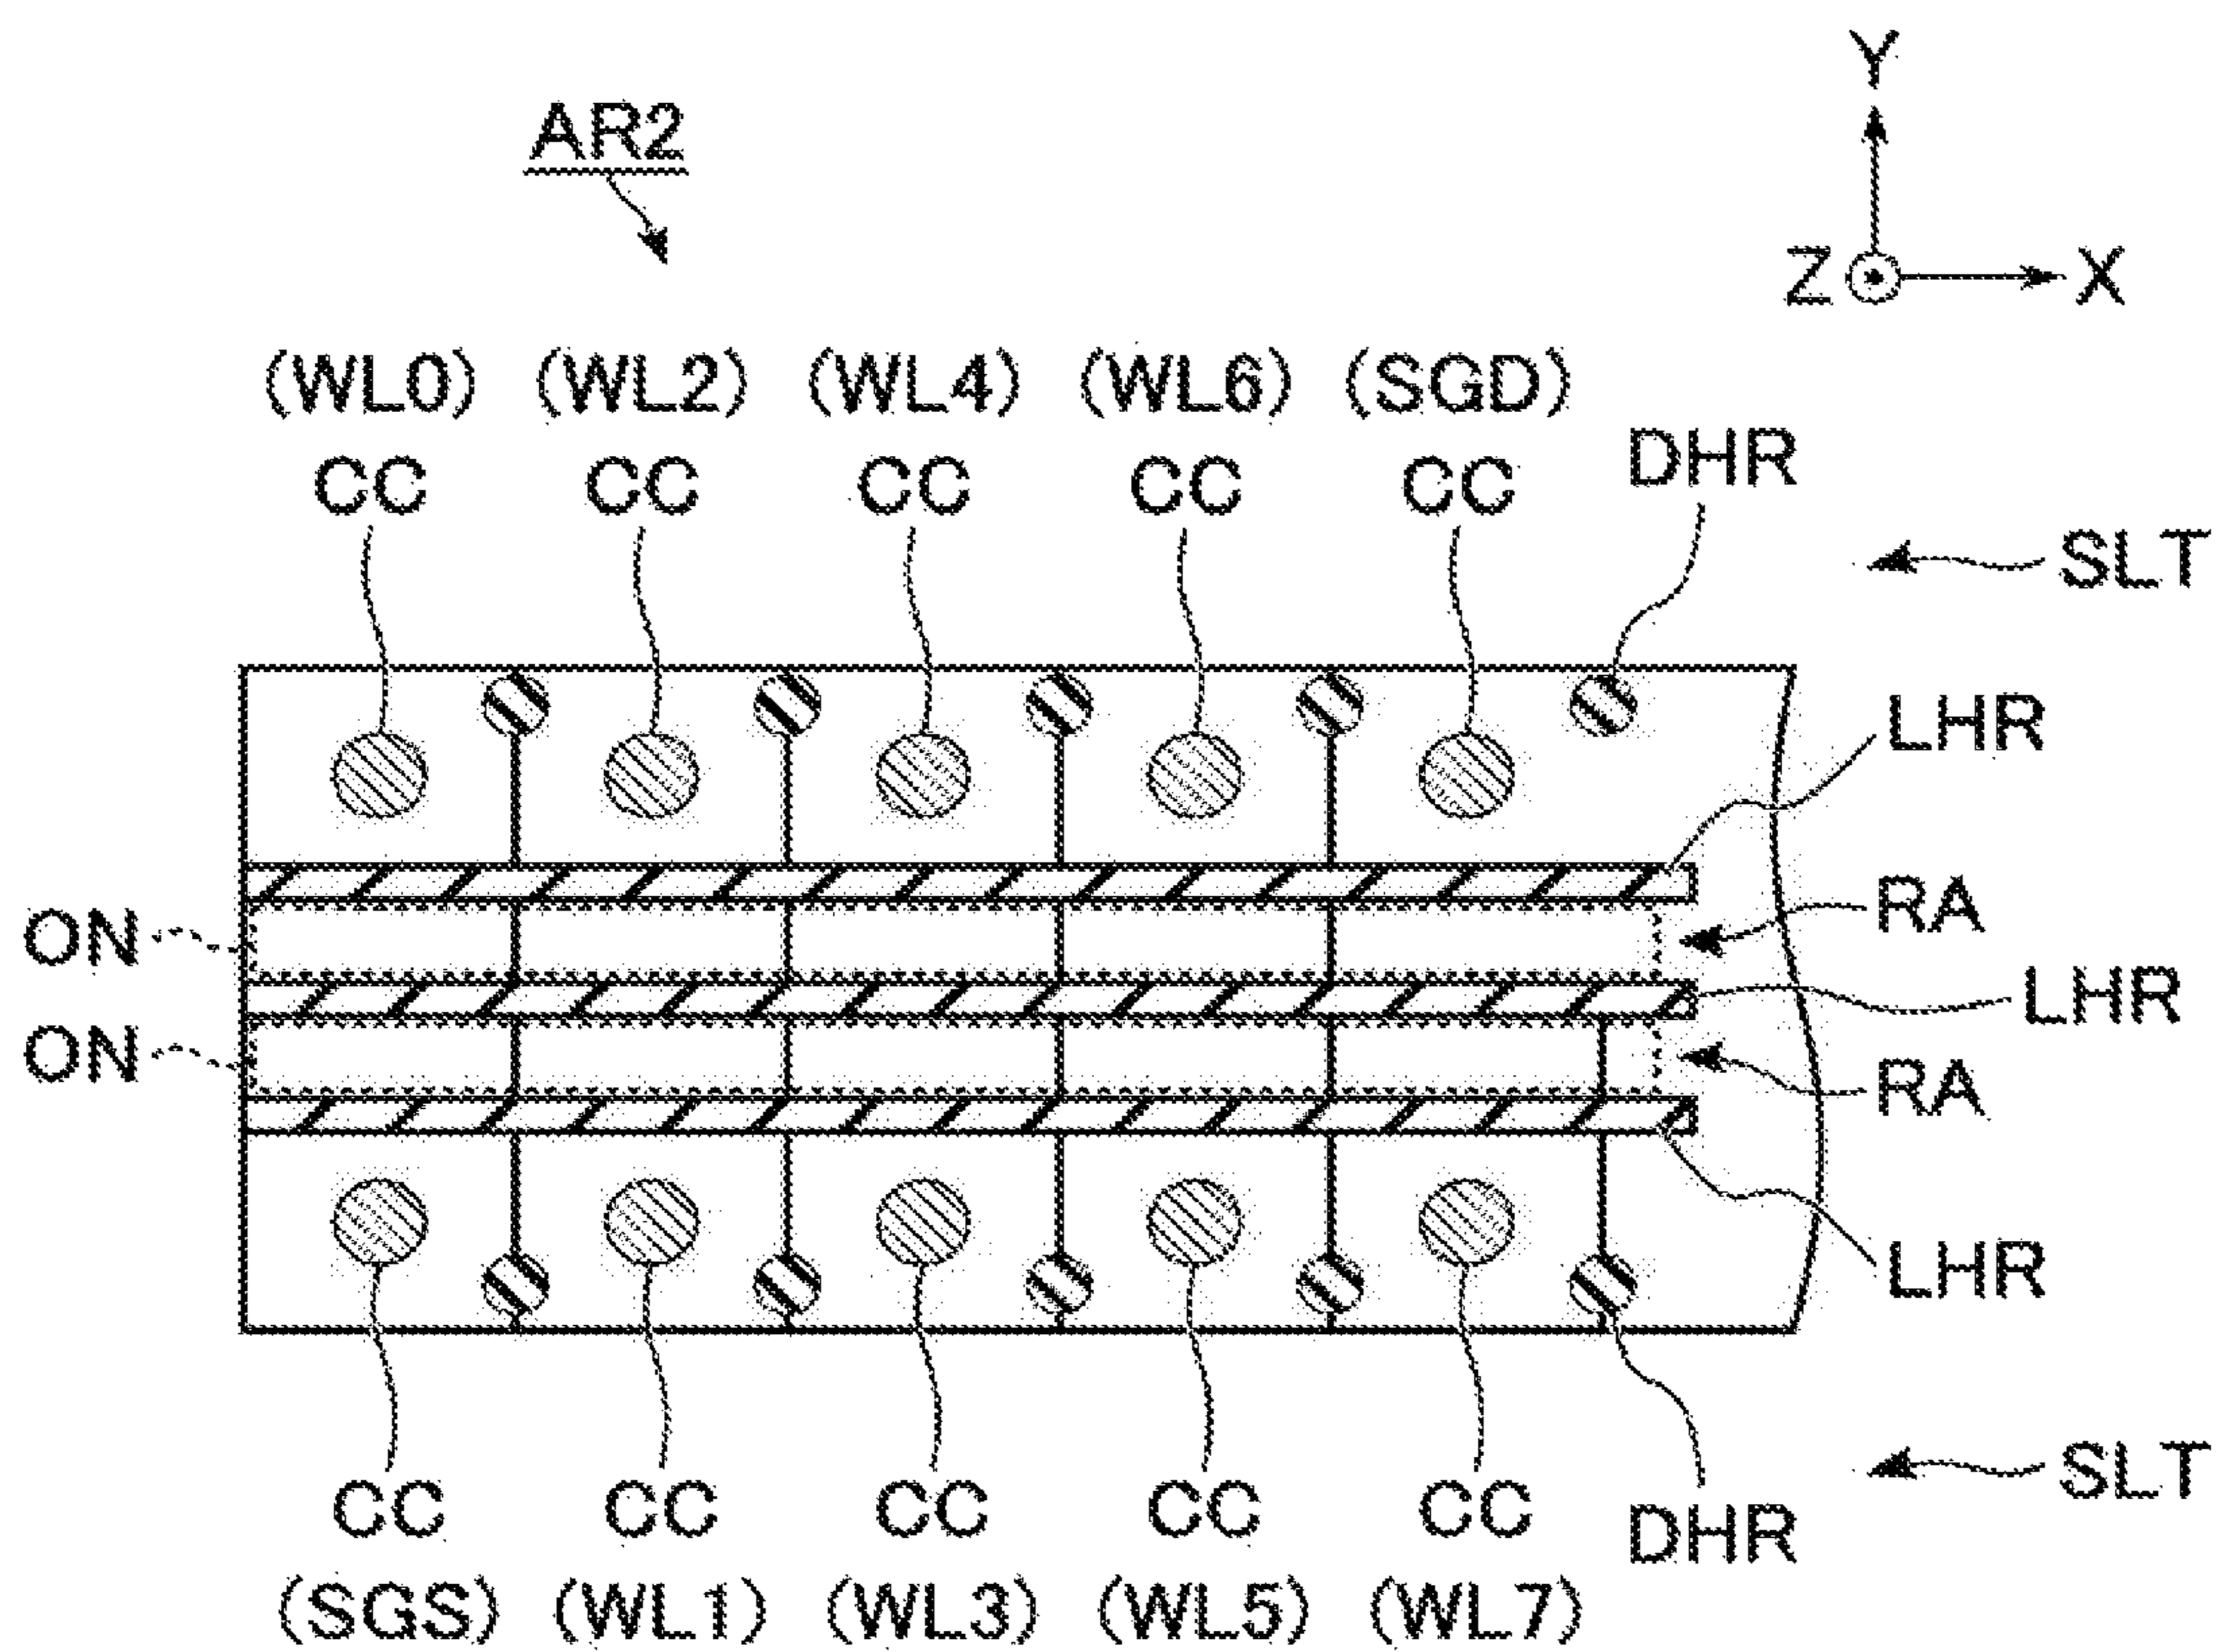 Y
AR2
Z X
(WL0) (WL2) (WL4) (WL6) (SGD)
CC CC CC CC CC DHR
SLT
LHR
ON RA
LHR
ON RA
LHR
CC CC CC CC CC DHR SLT
(SGS) (WL1) (WL3) (WL5) (WL7)